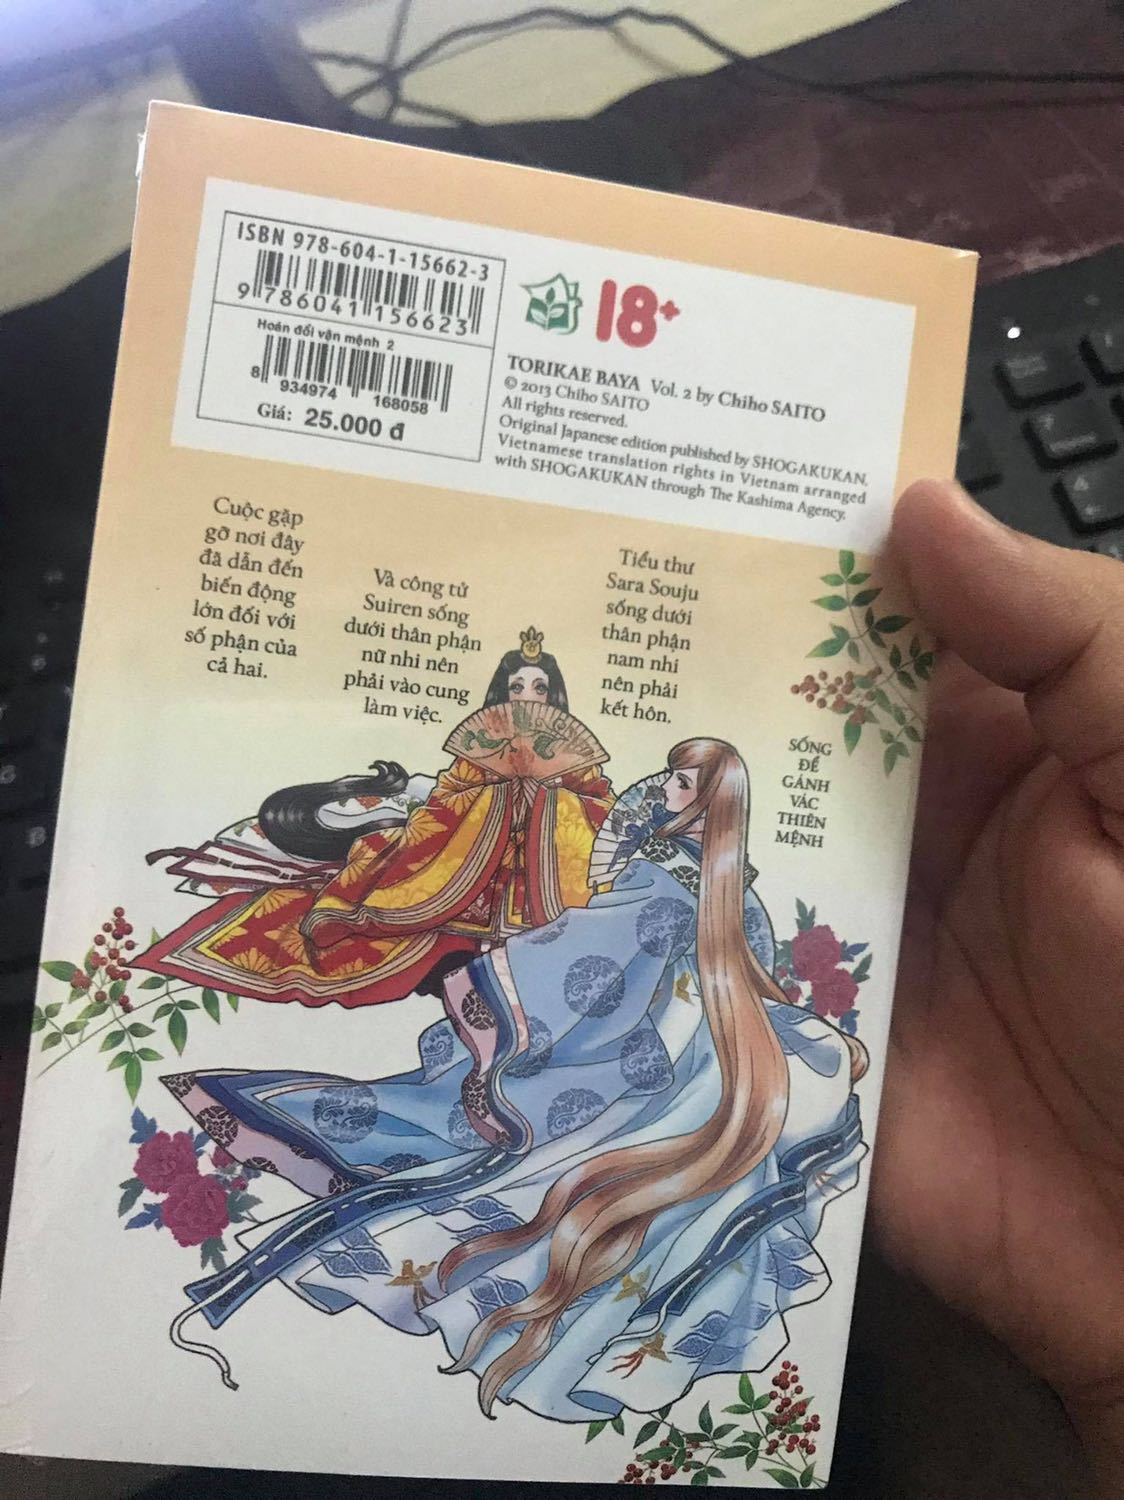 ISBN 978-604-1-15662-3
9 786041 156623
Hoán đổi vận mệnh 2
8 934974 168058
Giá: 25.000 đ
18+
TORIKAE BAYA Vol. 2 by Chiho SAITO
© 2013 Chiho SAITO
All rights reserved.
Original Japanese edition published by SHOGAKUKAN.
Vietnamese translation rights in Vietnam arranged
with SHOGAKUKAN through The Kashima Agency.
SỐNG
ĐỂ
GÁNH
VÁC
THIÊN
MỆNH
Tiểu thư
Sara Souju
sống dưới
thân phận
nam nhi
nên phải
kết hôn.
Và công tử
Suiren sống
dưới thân phận
nữ nhi nên
phải vào cung
làm việc.
Cuộc gặp
gỡ nơi đây
đã dẫn đến
biến động
lớn đối với
số phận của
cả hai.